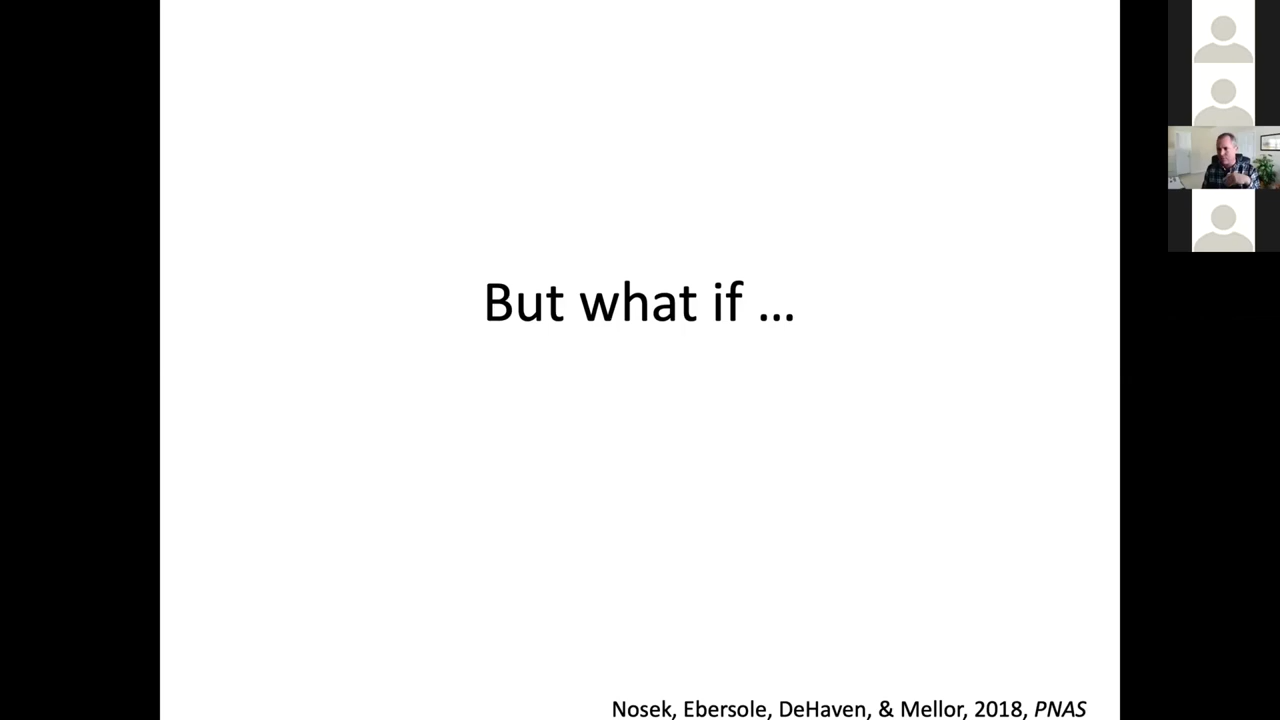 But what if ...
Nosek, Ebersole, DeHaven, & Mellor, 2018, PNAS